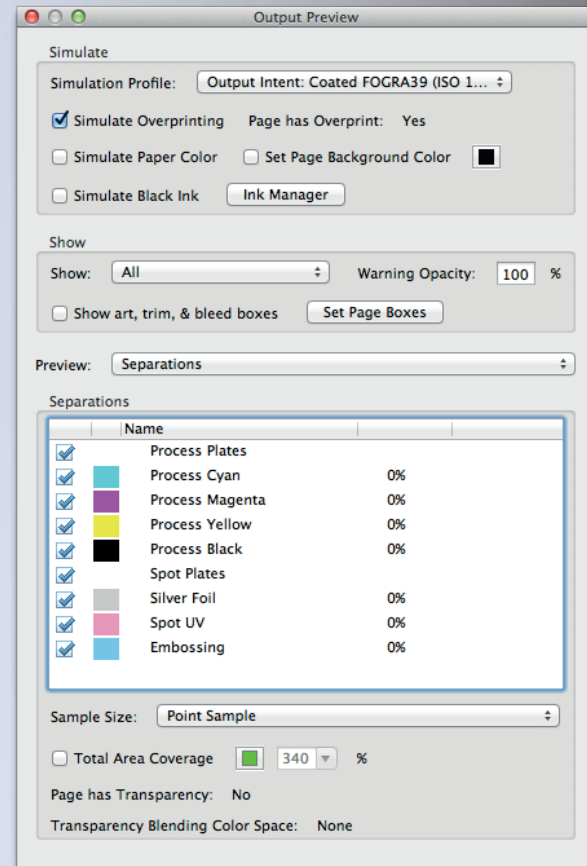 Output Preview
Simulate
Simulation Profile: Output Intent: Coated FOGRA39 (ISO 1...
Simulate Overprinting Page has Overprint: Yes
Simulate Paper Color Set Page Background Color
Simulate Black Ink Ink Manager
Show
Show: All Warning Opacity: 100 %
Show art, trim, & bleed boxes Set Page Boxes
Preview: Separations
Separations
Name
Process Plates
Process Cyan 0%
Process Magenta 0%
Process Yellow 0%
Process Black 0%
Spot Plates
Silver Foil 0%
Spot UV 0%
Embossing 0%
Sample Size: Point Sample
Total Area Coverage 340 %
Page has Transparency: No
Transparency Blending Color Space: None